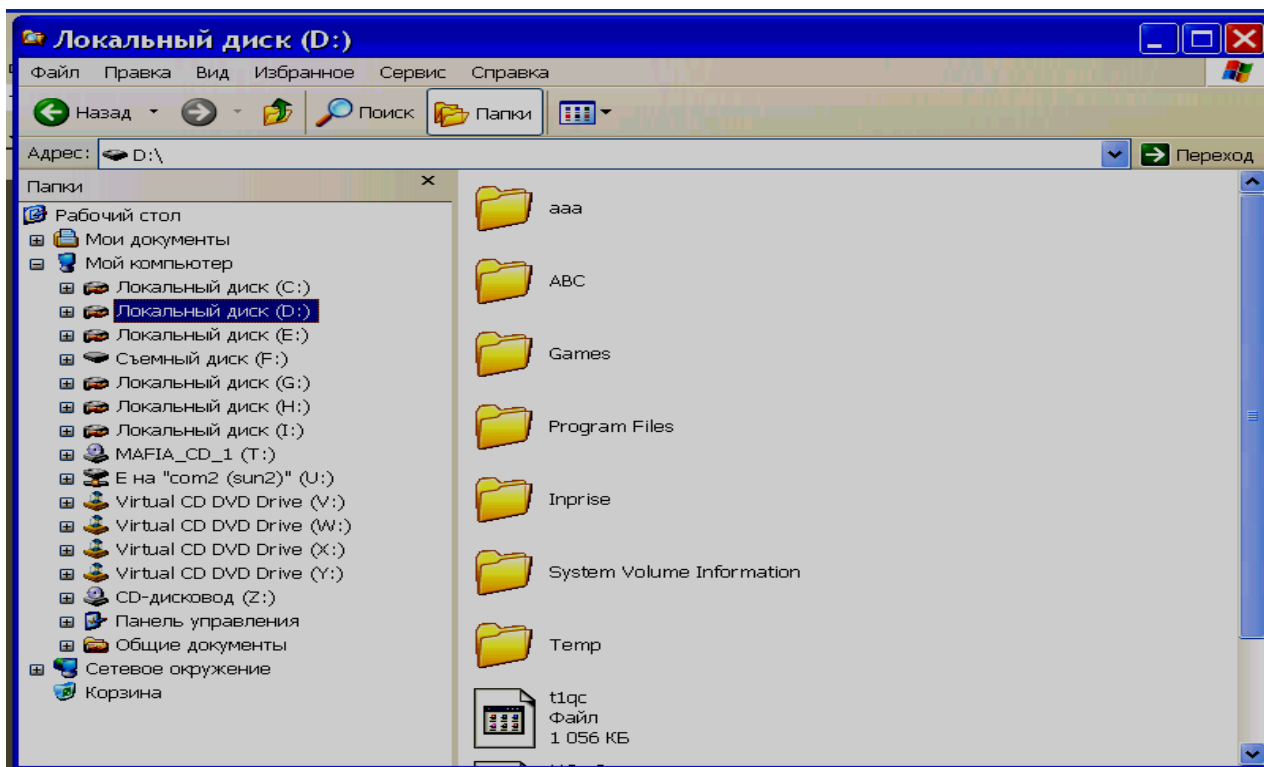 Локальный диск (D:)
Файл Правка Вид Избранное Сервис Справка
Назад Поиск Папки
Адрес: D:\ Переход
Папки
Рабочий стол
Мои документы
Мой компьютер
Локальный диск (C:)
Локальный диск (D:)
Локальный диск (E:)
Съемный диск (F:)
Локальный диск (G:)
Локальный диск (H:)
Локальный диск (I:)
MAFIA_CD_1 (T:)
E на "com2 (sun2)" (U:)
Virtual CD DVD Drive (V:)
Virtual CD DVD Drive (W:)
Virtual CD DVD Drive (X:)
Virtual CD DVD Drive (Y:)
CD-дисковод (Z:)
Панель управления
Общие документы
Сетевое окружение
Корзина
aaa
ABC
Games
Program Files
Inprise
System Volume Information
Temp
t1qc
Файл
1 056 КБ